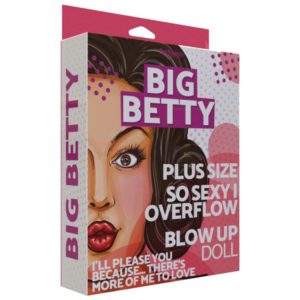 BIG
BETTY
PLUS SIZE
SO SEXY I
OVERFLOW
BLOW UP
DOLL
I'LL PLEASE YOU
BECAUSE... THERE'S
MORE OF ME TO LOVE
BIG BETTY